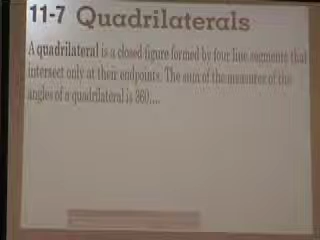 11-7 Quadrilaterals
A quadrilateral is a closed figure formed by four line segments that
intersect only at their endpoints. The sum of the measures of the
angles of a quadrilateral is 360....